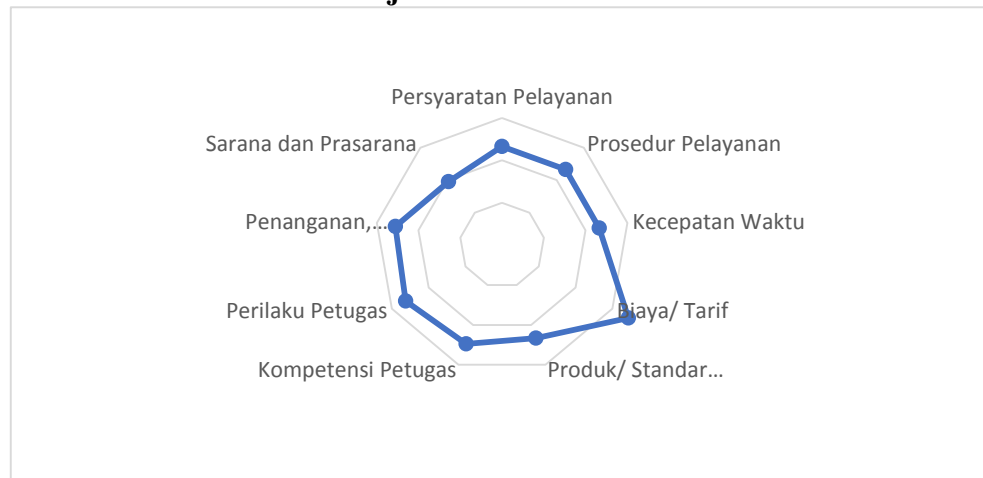 Persyaratan Pelayanan
Prosedur Pelayanan
Kecepatan Waktu
Biaya/ Tarif
Produk/ Standar...
Kompetensi Petugas
Perilaku Petugas
Penanganan,...
Sarana dan Prasarana